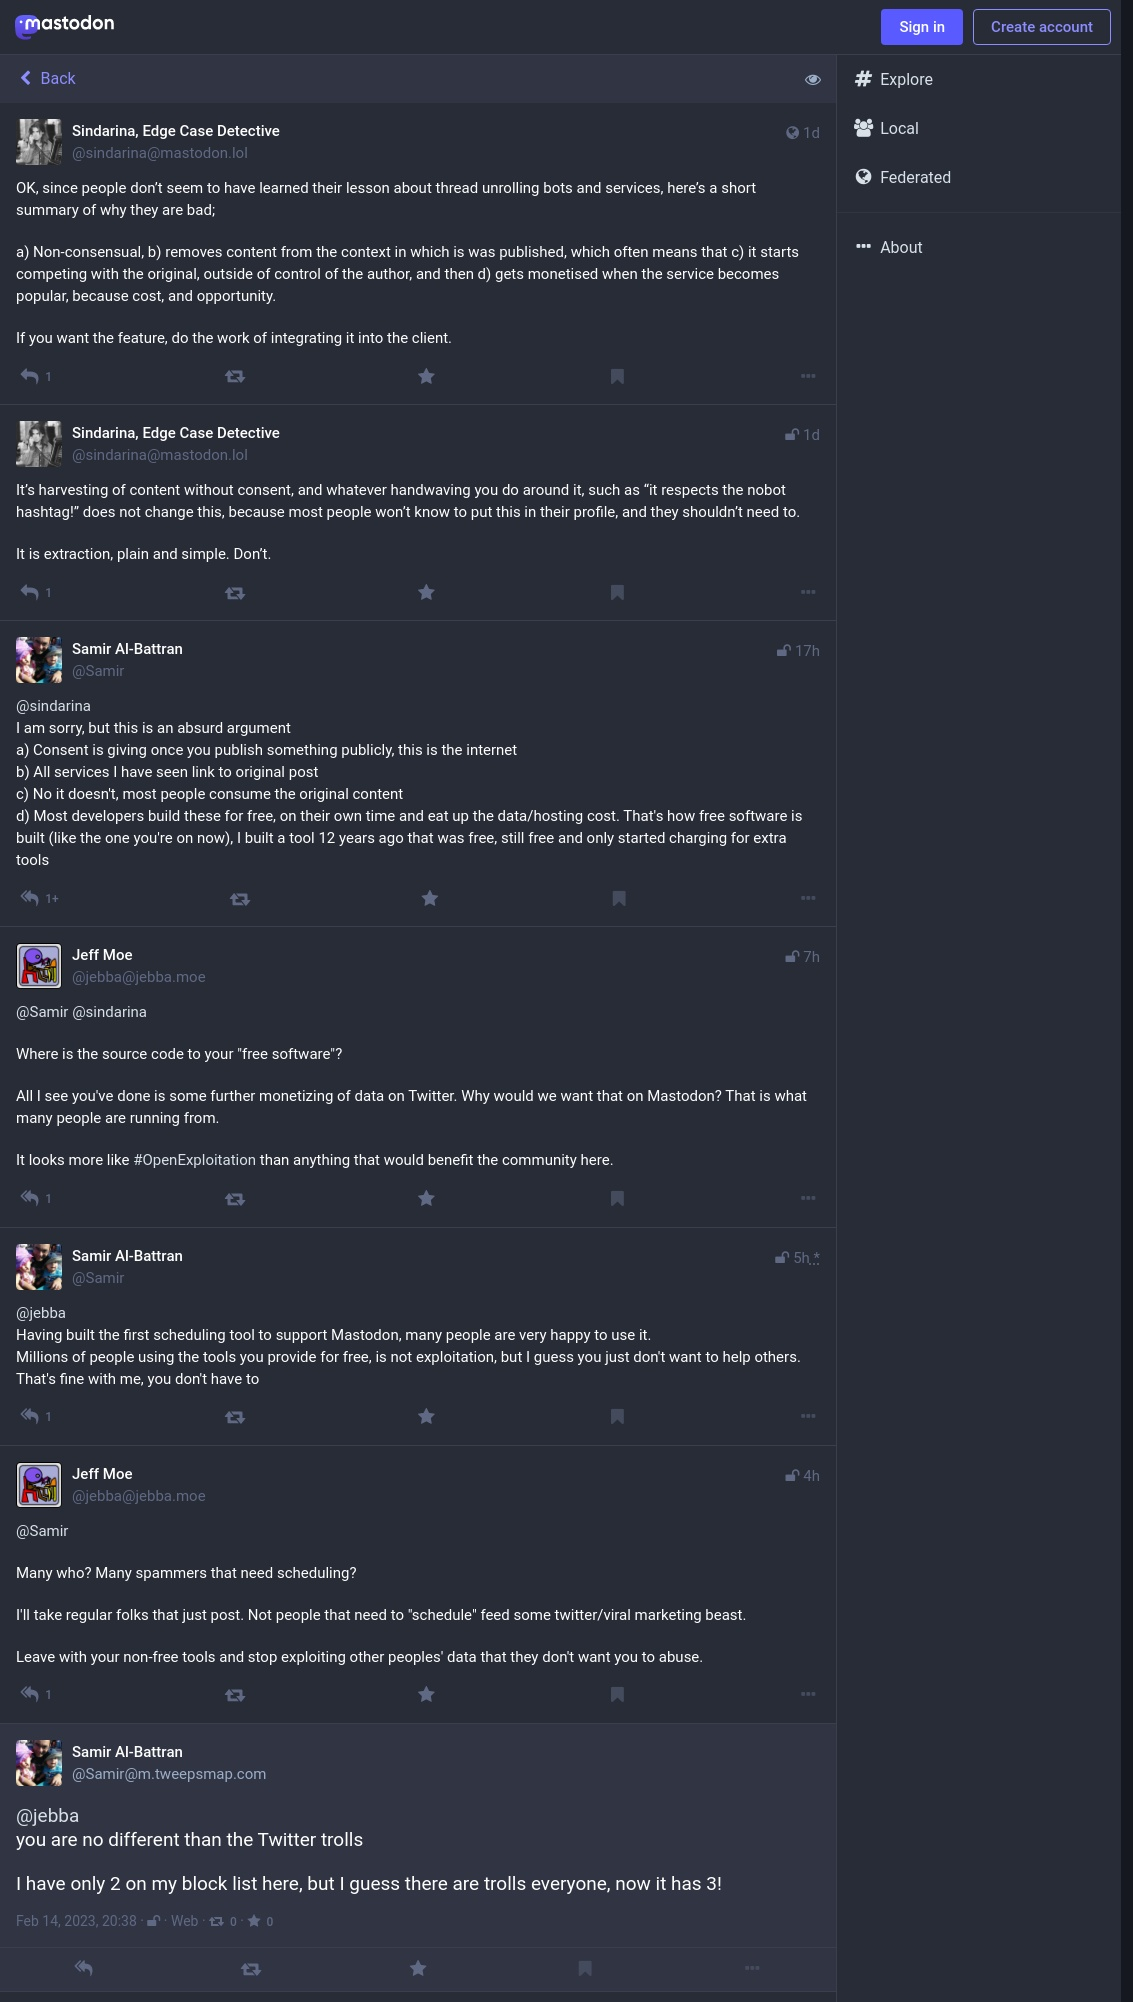 mastodon
Sign in
Create account
Back
Explore
Local
Federated
About
Sindarina, Edge Case Detective
1d
@sindarina@mastodon.lol
OK, since people don’t seem to have learned their lesson about thread unrolling bots and services, here’s a short
summary of why they are bad;
a) Non-consensual, b) removes content from the context in which is was published, which often means that c) it starts
competing with the original, outside of control of the author, and then d) gets monetised when the service becomes
popular, because cost, and opportunity.
If you want the feature, do the work of integrating it into the client.
1
Sindarina, Edge Case Detective
1d
@sindarina@mastodon.lol
It’s harvesting of content without consent, and whatever handwaving you do around it, such as “it respects the nobot
hashtag!” does not change this, because most people won’t know to put this in their profile, and they shouldn’t need to.
It is extraction, plain and simple. Don’t.
1
Samir Al-Battran
17h
@Samir
@sindarina
I am sorry, but this is an absurd argument
a) Consent is giving once you publish something publicly, this is the internet
b) All services I have seen link to original post
c) No it doesn't, most people consume the original content
d) Most developers build these for free, on their own time and eat up the data/hosting cost. That's how free software is
built (like the one you're on now), I built a tool 12 years ago that was free, still free and only started charging for extra
tools
1+
Jeff Moe
7h
@jebba@jebba.moe
@Samir @sindarina
Where is the source code to your "free software"?
All I see you've done is some further monetizing of data on Twitter. Why would we want that on Mastodon? That is what
many people are running from.
It looks more like #OpenExploitation than anything that would benefit the community here.
1
Samir Al-Battran
5h *
@Samir
@jebba
Having built the first scheduling tool to support Mastodon, many people are very happy to use it.
Millions of people using the tools you provide for free, is not exploitation, but I guess you just don't want to help others.
That's fine with me, you don't have to
1
Jeff Moe
4h
@jebba@jebba.moe
@Samir
Many who? Many spammers that need scheduling?
I'll take regular folks that just post. Not people that need to "schedule" feed some twitter/viral marketing beast.
Leave with your non-free tools and stop exploiting other peoples' data that they don't want you to abuse.
1
Samir Al-Battran
@Samir@m.tweepsmap.com
@jebba
you are no different than the Twitter trolls
I have only 2 on my block list here, but I guess there are trolls everyone, now it has 3!
Feb 14, 2023, 20:38 · · Web · 0 · 0